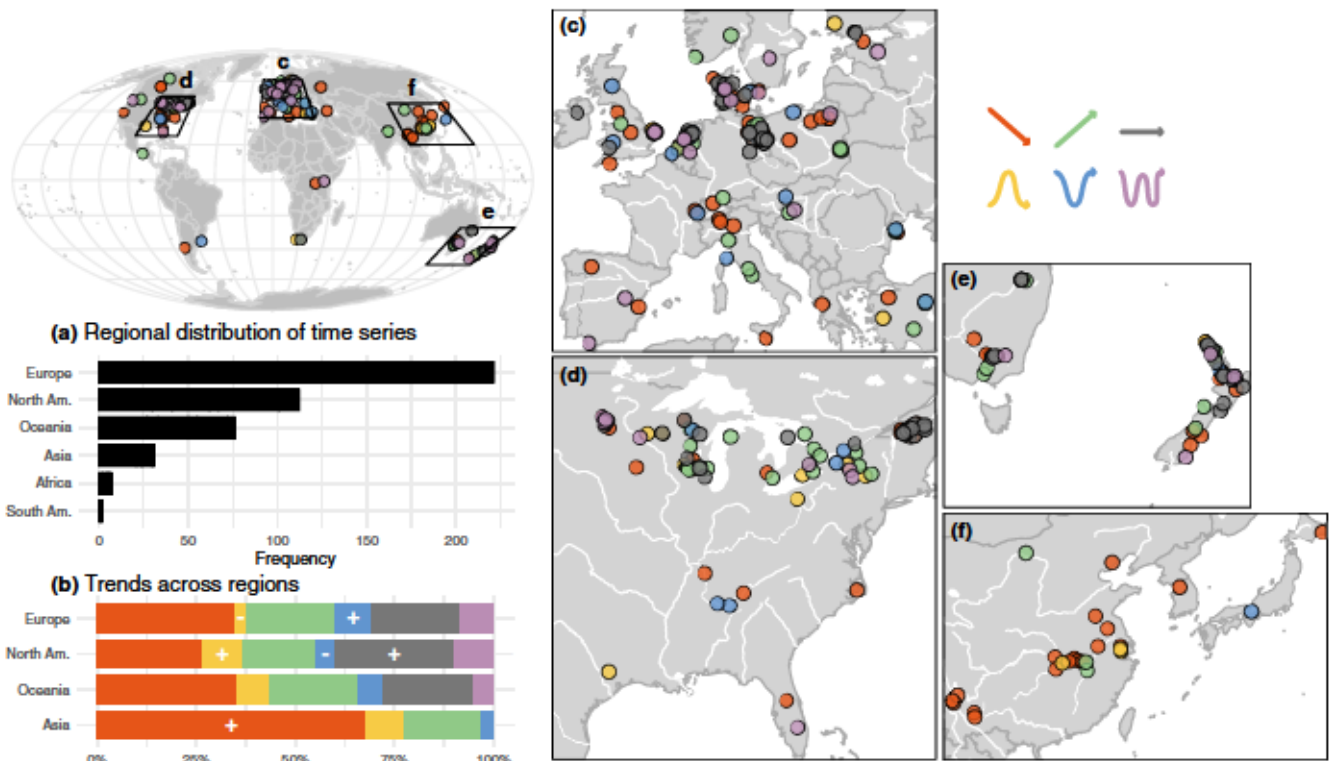 d
c
f
e
(a) Regional distribution of time series
Europe
North Am.
Oceania
Asia
Africa
South Am.
0 50 100 150 200
Frequency
(b) Trends across regions
Europe - +
North Am. + - +
Oceania
Asia +
0% 25% 50% 75% 100%
(c)
(d)
(e)
(f)